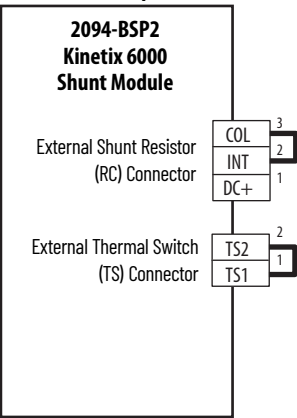 2094-BSP2
Kinetix 6000
Shunt Module
External Shunt Resistor
(RC) Connector
COL 3
INT 2
DC+ 1
External Thermal Switch
(TS) Connector
TS2 2
TS1 1